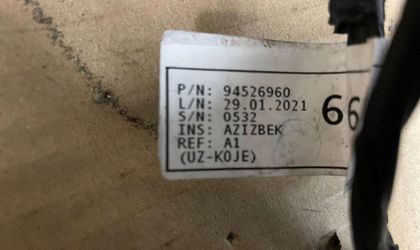 P/N: 94526960
L/N: 29.01.2021
S/N: 0532
INS: AZIZBEK
REF: A1
(UZ-KOJE)
66